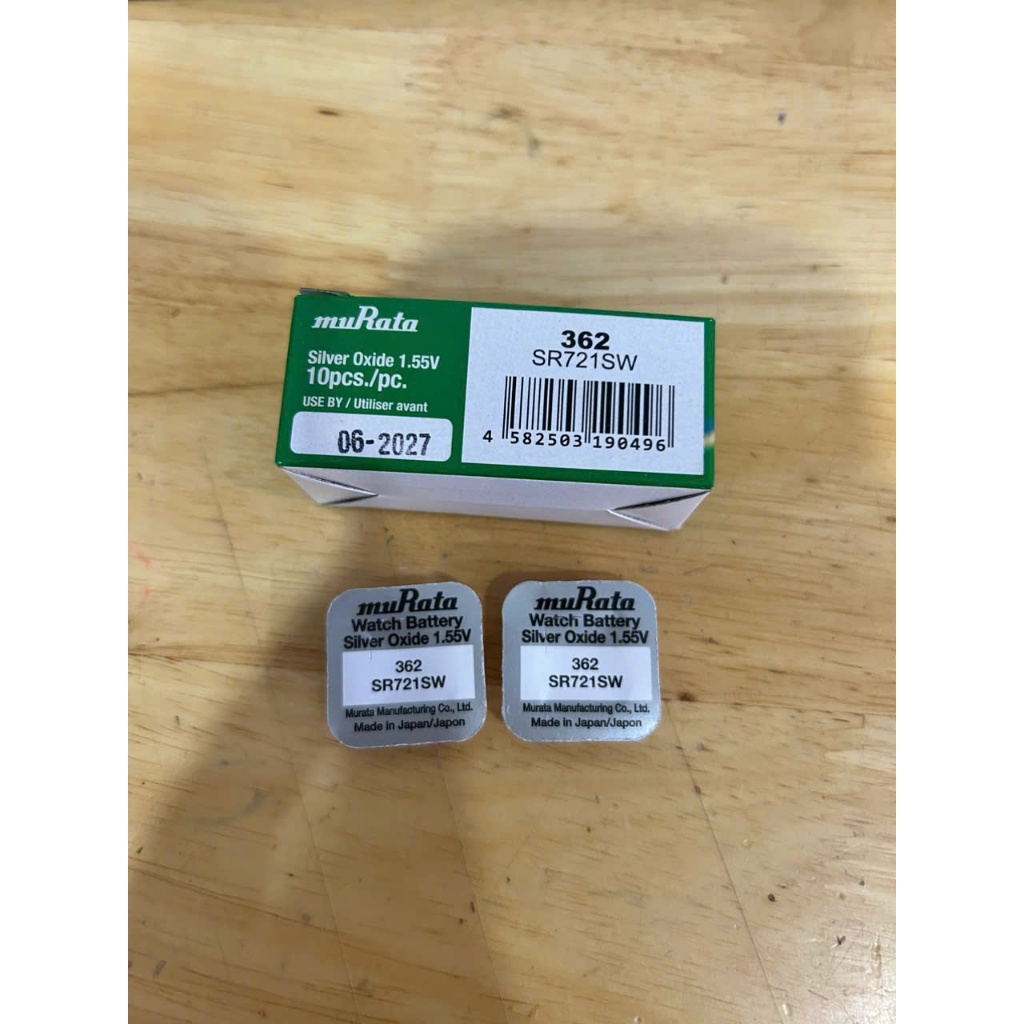 muRata
Silver Oxide 1.55V
10pcs./pc.
USE BY / Utiliser avant
06-2027
362
SR721SW
4 582503 190496
muRata
Watch Battery
Silver Oxide 1.55V
362
SR721SW
Murata Manufacturing Co., Ltd.
Made in Japan/Japon
muRata
Watch Battery
Silver Oxide 1.55V
362
SR721SW
Murata Manufacturing Co., Ltd.
Made in Japan/Japon